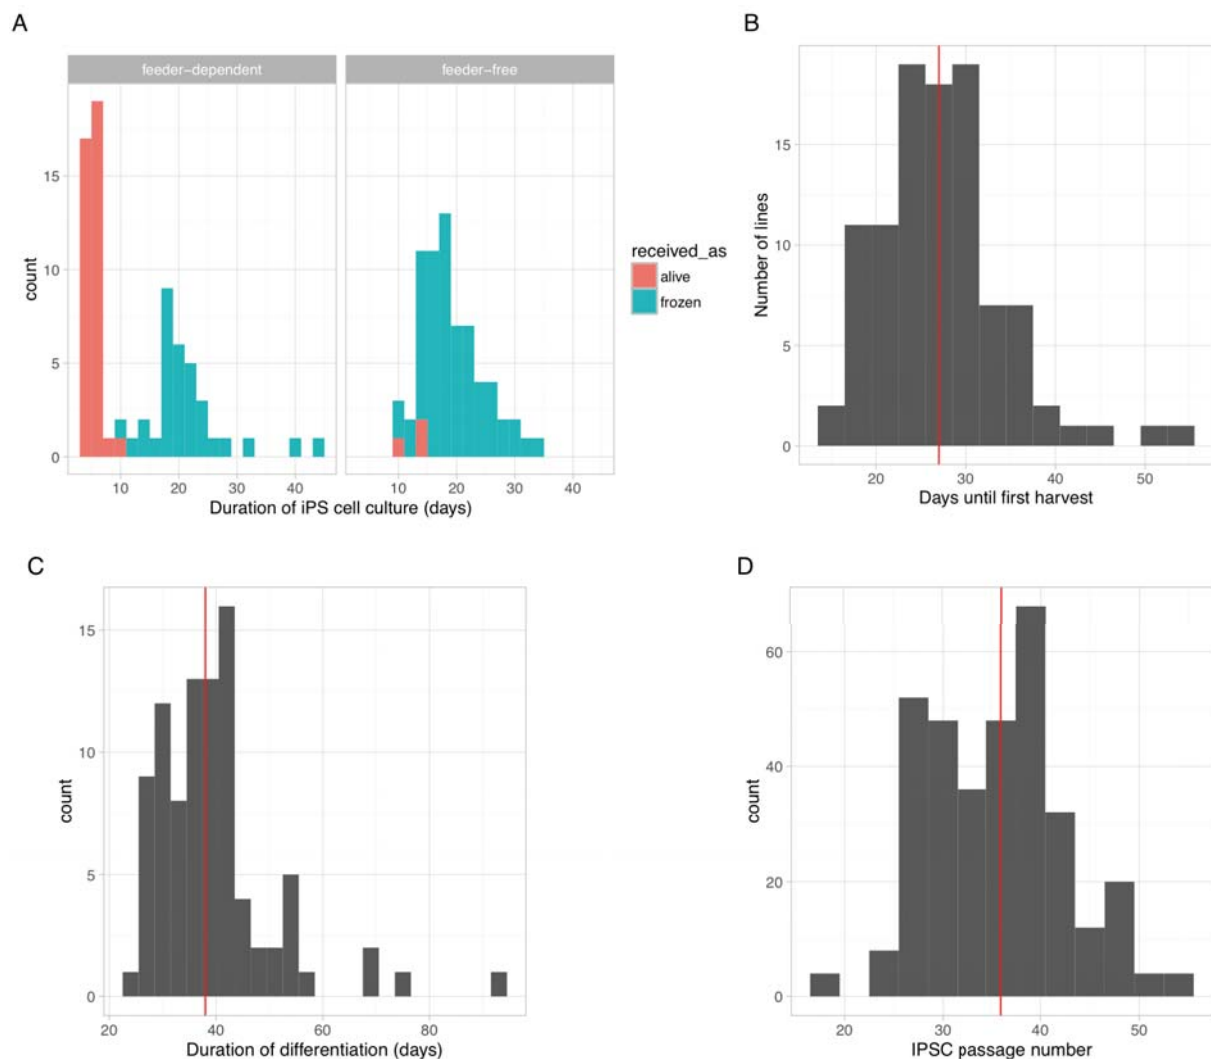 A
feeder-dependent
feeder-free
15
10
5
0
count
10 20 30 40
10 20 30 40
Duration of iPS cell culture (days)
received_as
alive
frozen
B
15
10
5
0
Number of lines
20 30 40 50
Days until first harvest
C
15
10
5
0
count
20 40 60 80
Duration of differentiation (days)
D
60
40
20
0
count
20 30 40 50
IPSC passage number